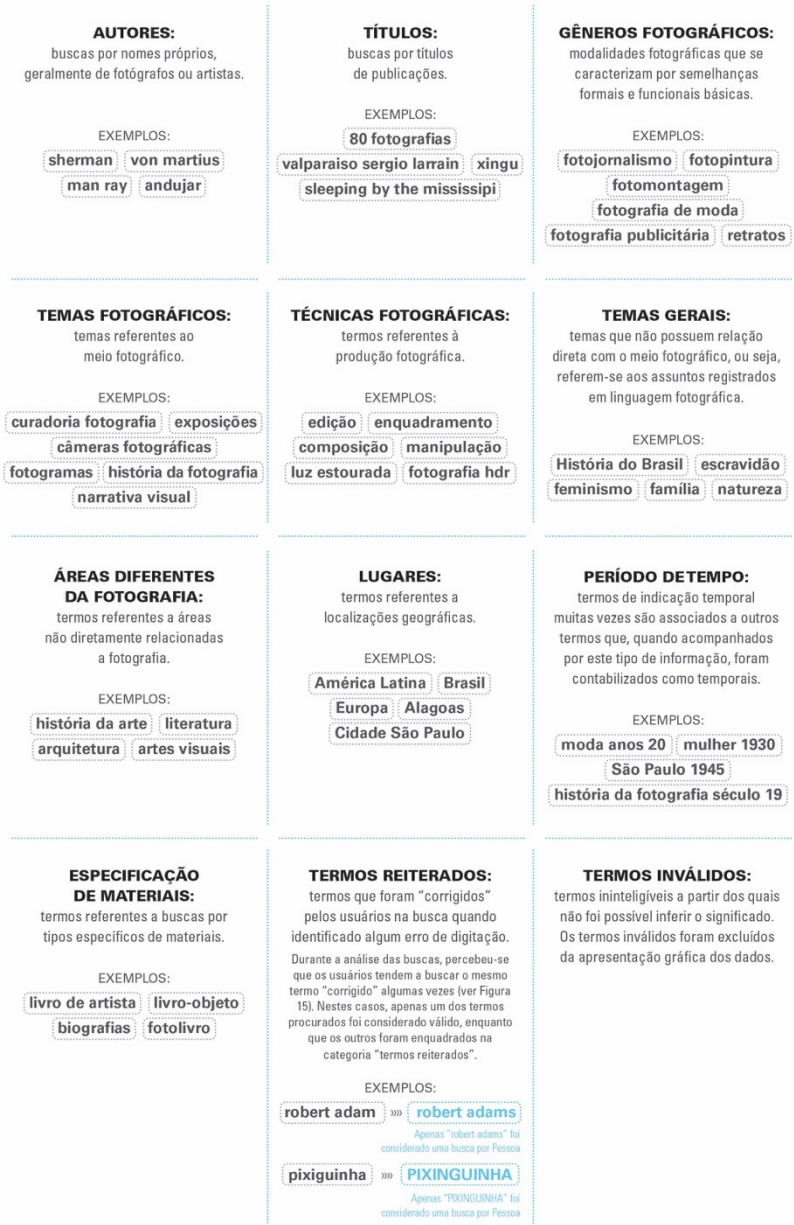 AUTORES:
buscas por nomes próprios,
geralmente de fotógrafos ou artistas.
EXEMPLOS:
sherman von martius
man ray andujar
TÍTULOS:
buscas por títulos
de publicações.
EXEMPLOS:
80 fotografias
valparaiso sergio larrain xingu
sleeping by the mississipi
GÊNEROS FOTOGRÁFICOS:
modalidades fotográficas que se
caracterizam por semelhanças
formais e funcionais básicas.
EXEMPLOS:
fotojornalismo fotopintura
fotomontagem
fotografia de moda
fotografia publicitária retratos
TEMAS FOTOGRÁFICOS:
temas referentes ao
meio fotográfico.
EXEMPLOS:
curadoria fotografia exposições
câmeras fotográficas
fotogramas história da fotografia
narrativa visual
TÉCNICAS FOTOGRÁFICAS:
termos referentes à
produção fotográfica.
EXEMPLOS:
edição enquadramento
composição manipulação
luz estourada fotografia hdr
TEMAS GERAIS:
temas que não possuem relação
direta com o meio fotográfico, ou seja,
referem-se aos assuntos registrados
em linguagem fotográfica.
EXEMPLOS:
História do Brasil escravidão
feminismo família natureza
ÁREAS DIFERENTES
DA FOTOGRAFIA:
termos referentes a áreas
não diretamente relacionadas
a fotografia.
EXEMPLOS:
história da arte literatura
arquitetura artes visuais
LUGARES:
termos referentes a
localizações geográficas.
EXEMPLOS:
América Latina Brasil
Europa Alagoas
Cidade São Paulo
PERÍODO DE TEMPO:
termos de indicação temporal
muitas vezes são associados a outros
termos que, quando acompanhados
por este tipo de informação, foram
contabilizados como temporais.
EXEMPLOS:
moda anos 20 mulher 1930
São Paulo 1945
história da fotografia século 19
ESPECIFICAÇÃO
DE MATERIAIS:
termos referentes a buscas por
tipos específicos de materiais.
EXEMPLOS:
livro de artista livro-objeto
biografias fotolivro
TERMOS REITERADOS:
termos que foram “corrigidos”
pelos usuários na busca quando
identificado algum erro de digitação.
Durante a análise das buscas, percebeu-se
que os usuários tendem a buscar o mesmo
termo “corrigido” algumas vezes (ver Figura
15). Nestes casos, apenas um dos termos
procurados foi considerado válido, enquanto
que os outros foram enquadrados na
categoria “termos reiterados”.
EXEMPLOS:
robert adam »» robert adams
Apenas “robert adams” foi
considerado uma busca por Pessoa
pixiguinha »» PIXINGUINHA
Apenas “PIXINGUINHA” foi
considerado uma busca por Pessoa
TERMOS INVÁLIDOS:
termos ininteligíveis a partir dos quais
não foi possível inferir o significado.
Os termos inválidos foram excluídos
da apresentação gráfica dos dados.